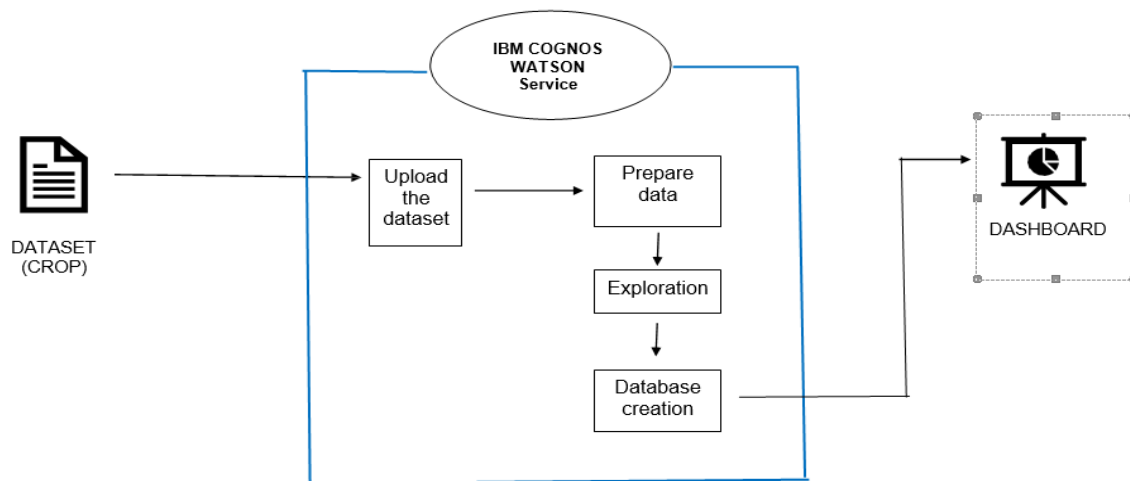 IBM COGNOS
WATSON
Service
DATASET
(CROP)
Upload
the
dataset
Prepare
data
Exploration
Database
creation
DASHBOARD